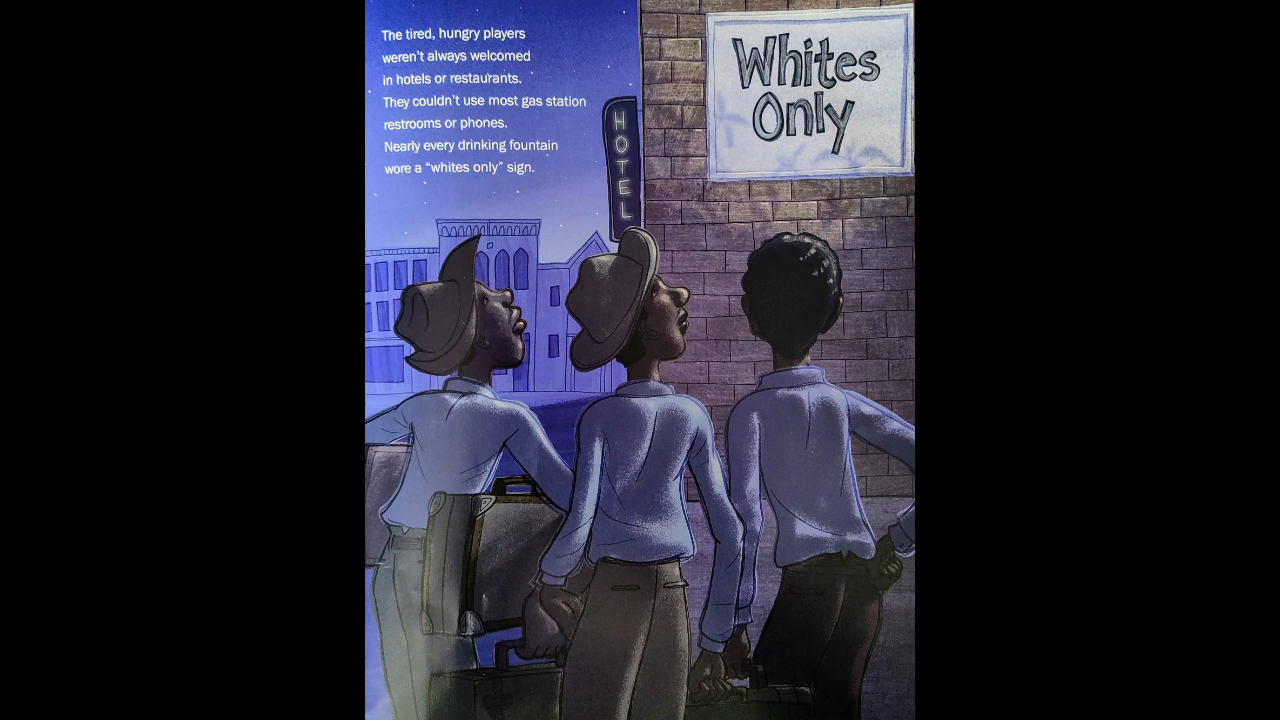 The tired, hungry players
weren't always welcomed
in hotels or restaurants.
They couldn't use most gas station
restrooms or phones.
Nearly every drinking fountain
wore a “whites only” sign.
HOTEL
Whites
Only